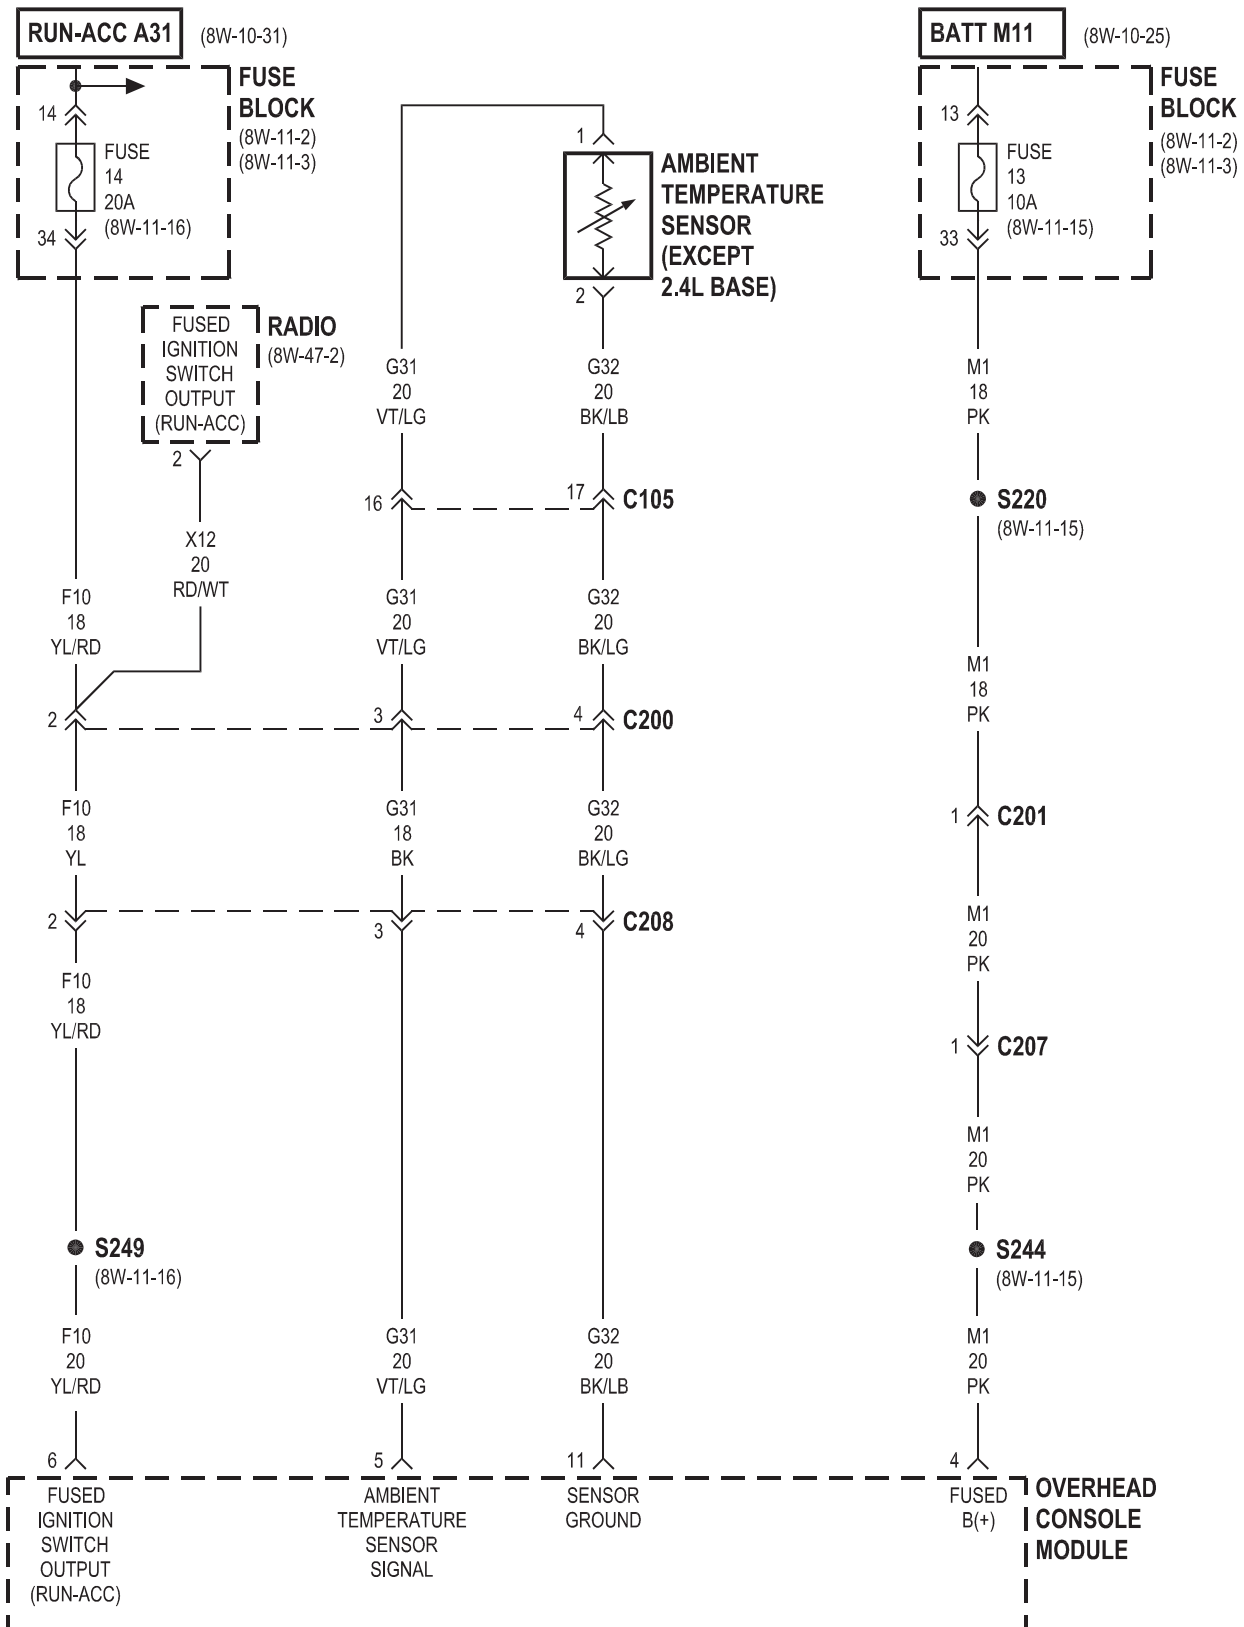 RUN-ACC A31 (8W-10-31)
BATT M11 (8W-10-25)
FUSE
BLOCK
(8W-11-2)
(8W-11-3)
14
FUSE
14
20A
(8W-11-16)
34
1
AMBIENT
TEMPERATURE
SENSOR
(EXCEPT
2.4L BASE)
2
FUSE
BLOCK
(8W-11-2)
(8W-11-3)
13
FUSE
13
10A
(8W-11-15)
33
FUSED
IGNITION
SWITCH
OUTPUT
(RUN-ACC)
RADIO
(8W-47-2)
2
G31
20
VT/LG
G32
20
BK/LB
M1
18
PK
16
17
C105
S220
(8W-11-15)
X12
20
RD/WT
F10
18
YL/RD
G31
20
VT/LG
G32
20
BK/LG
M1
18
PK
2
3
4
C200
F10
18
YL
G31
18
BK
G32
20
BK/LG
1
C201
2
3
4
C208
M1
20
PK
F10
18
YL/RD
1
C207
M1
20
PK
S249
(8W-11-16)
S244
(8W-11-15)
F10
20
YL/RD
G31
20
VT/LG
G32
20
BK/LB
M1
20
PK
6
5
11
4
FUSED
IGNITION
SWITCH
OUTPUT
(RUN-ACC)
AMBIENT
TEMPERATURE
SENSOR
SIGNAL
SENSOR
GROUND
FUSED
B(+)
OVERHEAD
CONSOLE
MODULE